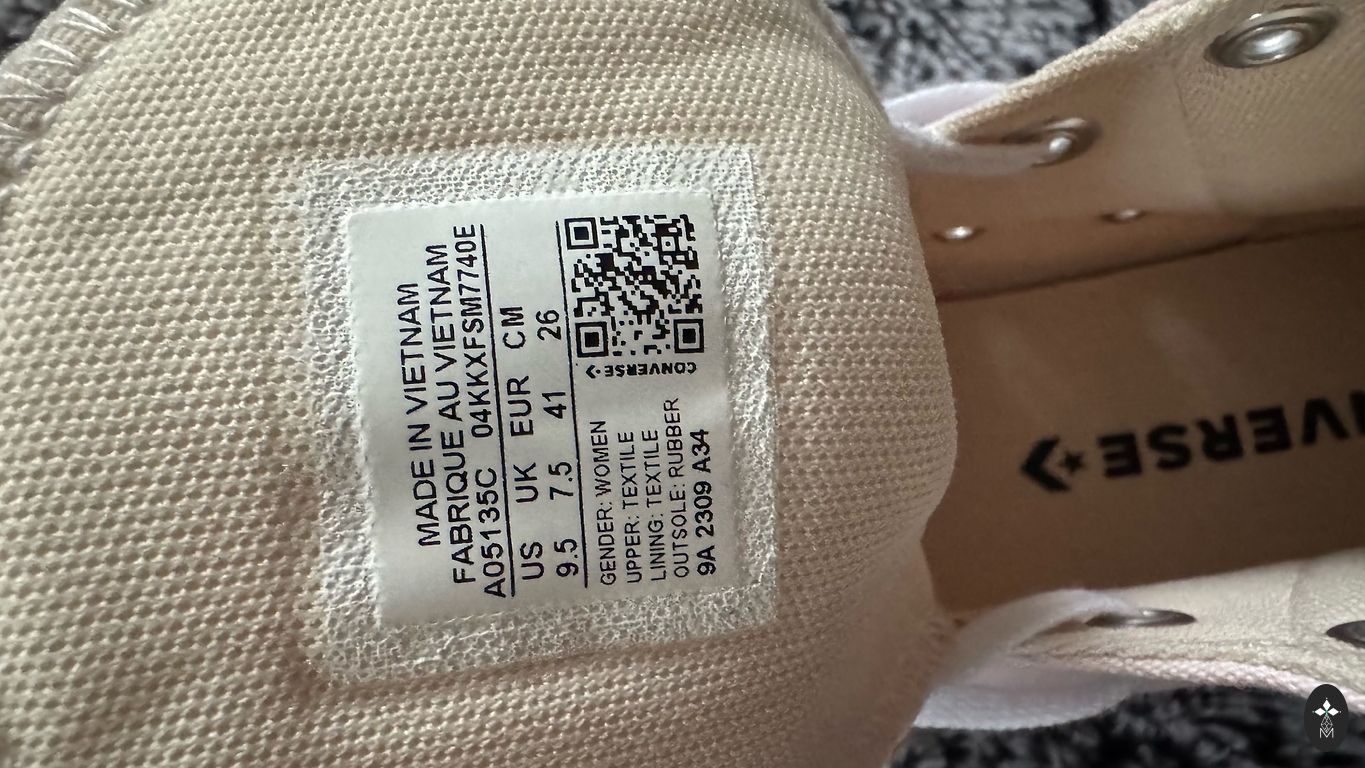 MADE IN VIETNAM
FABRIQUE AU VIETNAM
A05135C 04KKXFSM7740E
US UK EUR CM
9.5 7.5 41 26
CONVERSE
GENDER: WOMEN
UPPER: TEXTILE
LINING: TEXTILE
OUTSOLE: RUBBER
9A 2309 A34
NVERSE
M